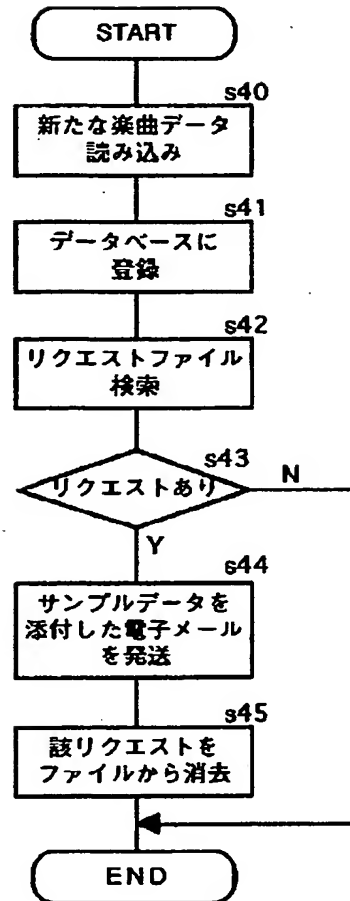 START
s40
新たな楽曲データ
読み込み
s41
データベースに
登録
s42
リクエストファイル
検索
s43
リクエストあり
N
Y
s44
サンプルデータを
添付した電子メール
を発送
s45
該リクエストを
ファイルから消去
END